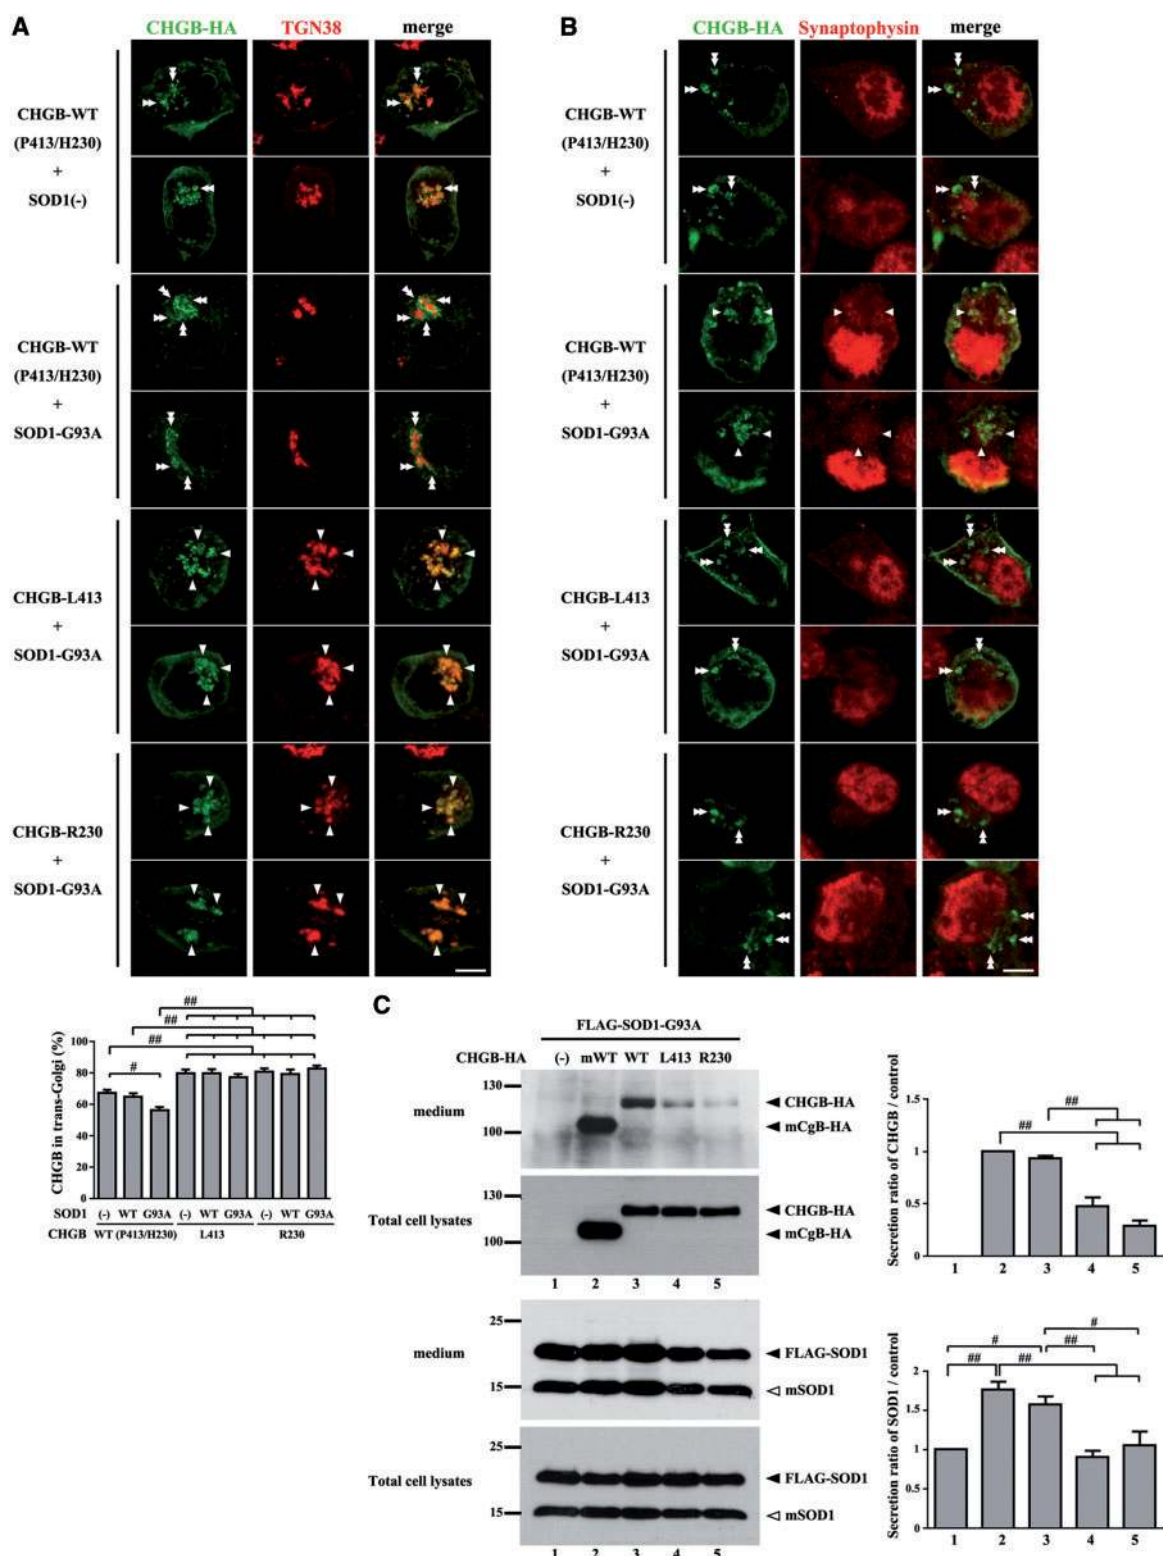 A
CHGB-HA TGN38 merge
CHGB-WT
(P413/H230)
+
SOD1(-)
CHGB-WT
(P413/H230)
+
SOD1-G93A
CHGB-L413
+
SOD1-G93A
CHGB-R230
+
SOD1-G93A
B
CHGB-HA Synaptophysin merge
CHGB-WT
(P413/H230)
+
SOD1(-)
CHGB-WT
(P413/H230)
+
SOD1-G93A
CHGB-L413
+
SOD1-G93A
CHGB-R230
+
SOD1-G93A
CHGB in trans-Golgi (%)
100
80
60
40
20
0
##
##
##
#
SOD1 (-) WT G93A (-) WT G93A (-) WT G93A
CHGB WT (P413/H230) L413 R230
C
FLAG-SOD1-G93A
CHGB-HA (-) mWT WT L413 R230
medium
130
100
CHGB-HA
mCgB-HA
Total cell lysates
130
100
CHGB-HA
mCgB-HA
1 2 3 4 5
medium
25
15
FLAG-SOD1
mSOD1
Total cell lysates
25
15
FLAG-SOD1
mSOD1
1 2 3 4 5
Secretion ratio of CHGB / control
1.5
1
0.5
0
##
##
1 2 3 4 5
Secretion ratio of SOD1 / control
2
1.5
1
0.5
0
#
# ##
## ##
1 2 3 4 5